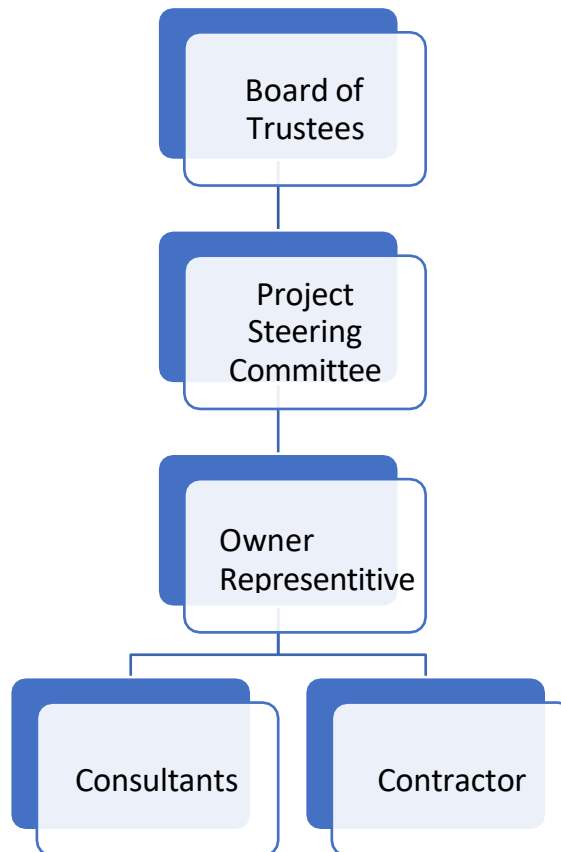 Board of
Trustees
Project
Steering
Committee
Owner
Representitive
Consultants
Contractor